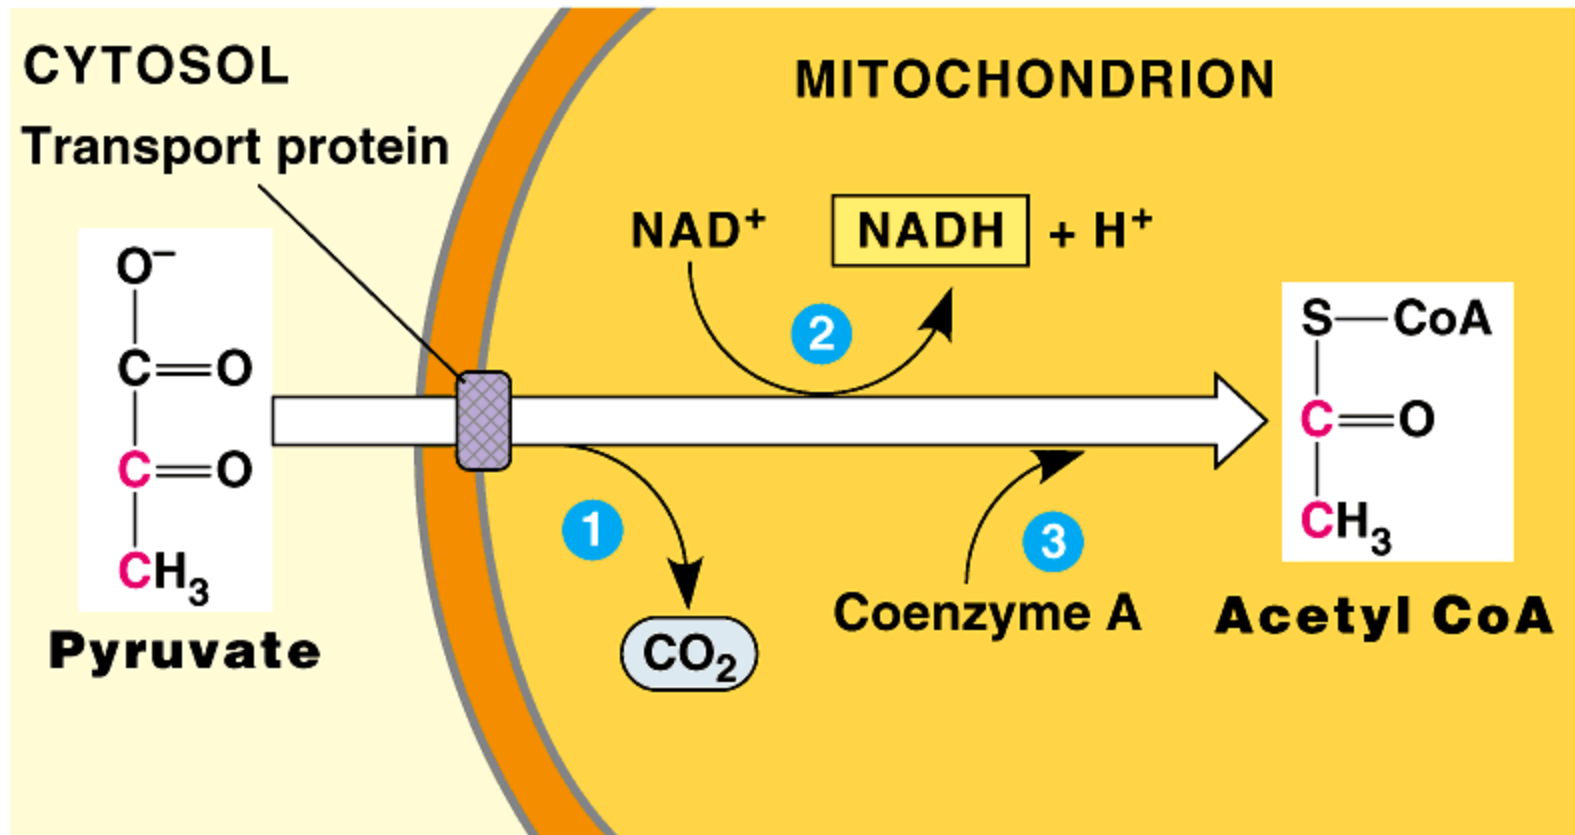 CYTOSOL
Transport protein
O⁻
C=O
C=O
CH₃
Pyruvate
MITOCHONDRION
NAD⁺
NADH + H⁺
2
1
CO₂
3
Coenzyme A
S—CoA
C=O
CH₃
Acetyl CoA